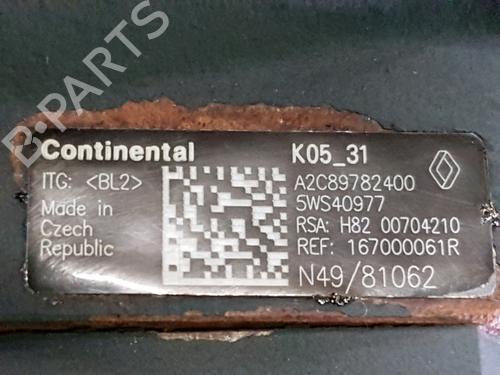 B-PARTS
Continental K05_31
ITG: <BL2> A2C89782400
5WS40977
Made in
Czech RSA: H82 00704210
Republic REF: 167000061R
N49/81062